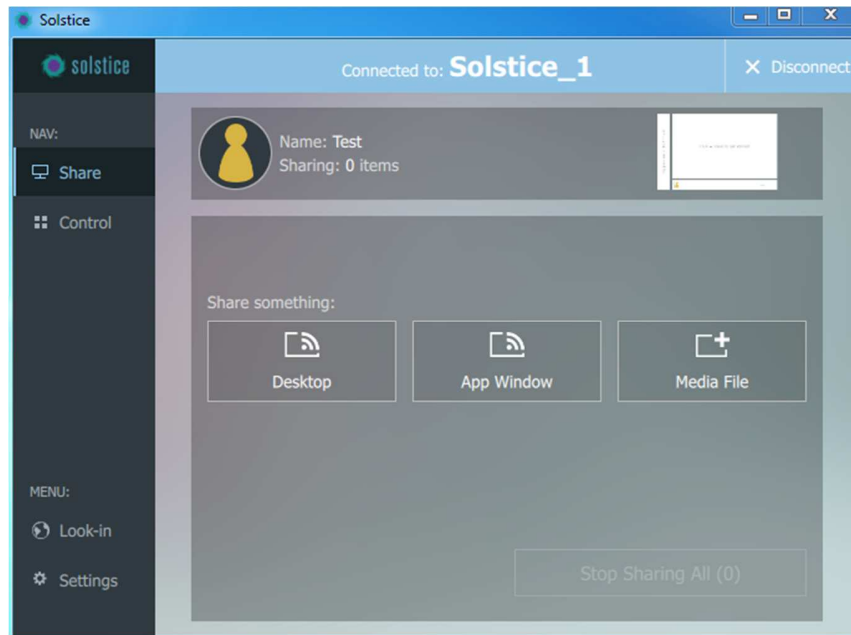 Solstice
solstice
Connected to: Solstice_1
Disconnect
NAV:
Share
Control
Name: Test
Sharing: 0 items
Share something:
Desktop
App Window
Media File
MENU:
Look-in
Settings
Stop Sharing All (0)